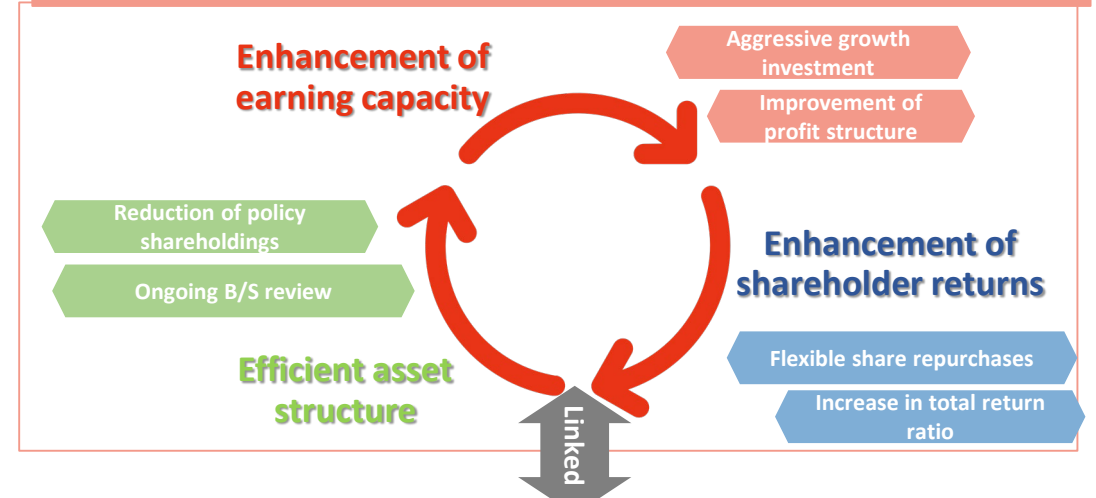 Enhancement of
earning capacity
Aggressive growth
investment
Improvement of
profit structure
Reduction of policy
shareholdings
Ongoing B/S review
Enhancement of
shareholder returns
Efficient asset
structure
Flexible share repurchases
Increase in total return
ratio
Linked